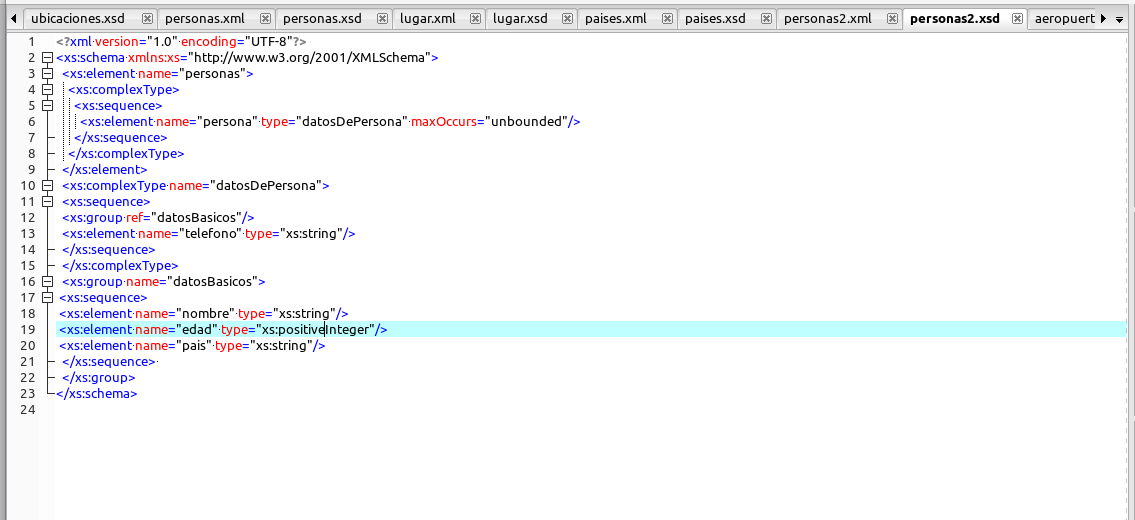 ubicaciones.xsd personas.xml personas.xsd lugar.xml lugar.xsd paises.xml paises.xsd personas2.xml personas2.xsd aeropuert
1 <?xml version="1.0" encoding="UTF-8"?>
2 <xs:schema xmlns:xs="http://www.w3.org/2001/XMLSchema">
3 <xs:element name="personas">
4 <xs:complexType>
5 <xs:sequence>
6 <xs:element name="persona" type="datosDePersona" maxOccurs="unbounded"/>
7 </xs:sequence>
8 </xs:complexType>
9 </xs:element>
10 <xs:complexType name="datosDePersona">
11 <xs:sequence>
12 <xs:group ref="datosBasicos"/>
13 <xs:element name="telefono" type="xs:string"/>
14 </xs:sequence>
15 </xs:complexType>
16 <xs:group name="datosBasicos">
17 <xs:sequence>
18 <xs:element name="nombre" type="xs:string"/>
19 <xs:element name="edad" type="xs:positiveInteger"/>
20 <xs:element name="pais" type="xs:string"/>
21 </xs:sequence>
22 </xs:group>
23 </xs:schema>
24